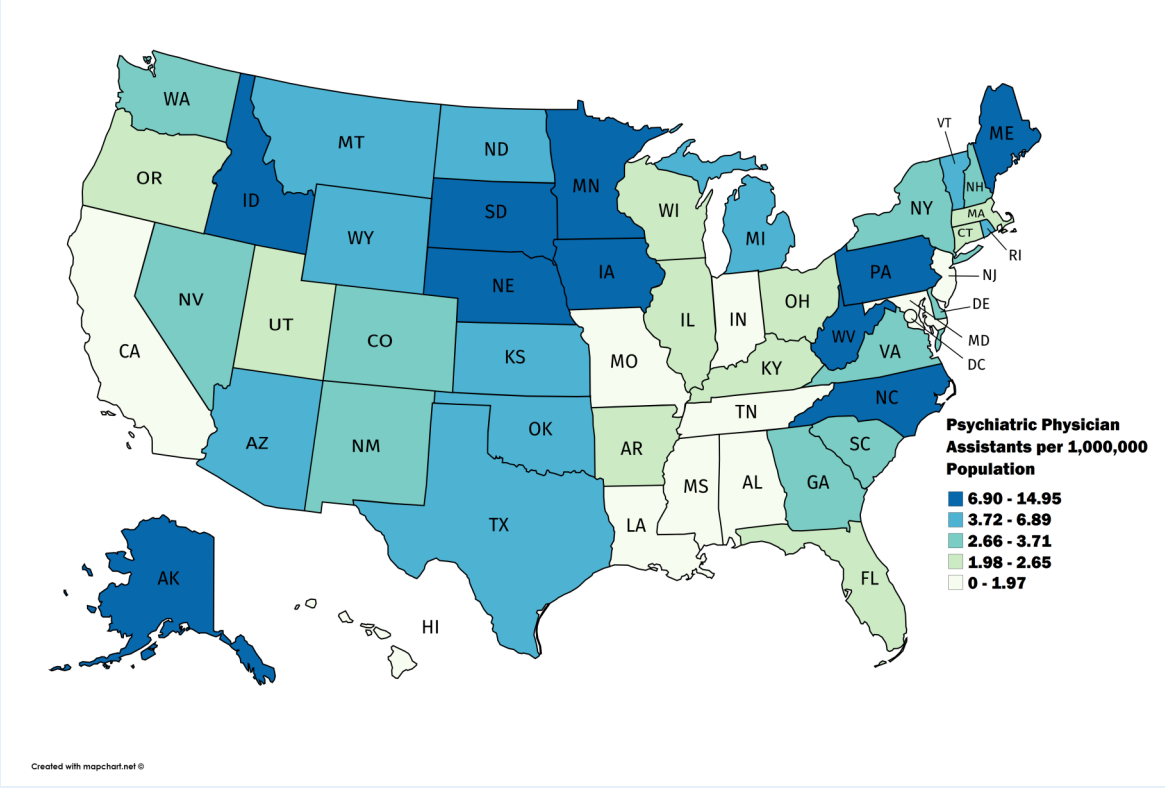 WA
MT
ND
MN
ME
VT
OR
ID
SD
WI
NH
NY
MA
CT
WY
MI
RI
NE
IA
PA
NJ
NV
UT
CO
IL
IN
OH
DE
CA
KS
MO
KY
WV
VA
MD
DC
AZ
NM
OK
AR
TN
NC
SC
MS
AL
GA
TX
LA
FL
AK
HI
Psychiatric Physician
Assistants per 1,000,000
Population
6.90 - 14.95
3.72 - 6.89
2.66 - 3.71
1.98 - 2.65
0 - 1.97
Created with mapchart.net ©